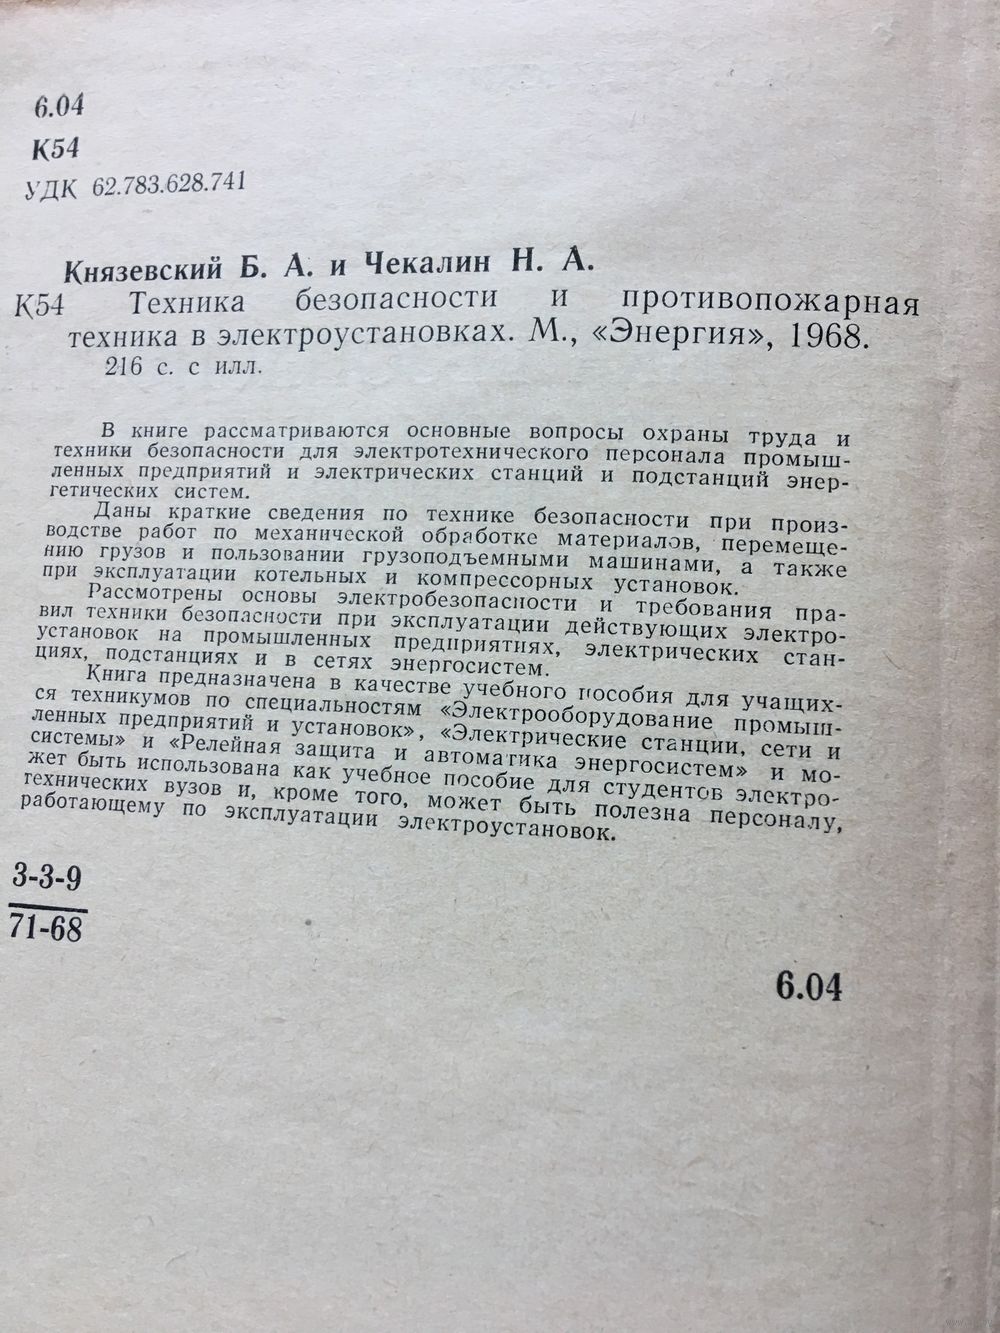 6.04
К54
УДК 62.783.628.741
Князевский Б. А. и Чекалин Н. А.
К54 Техника безопасности и противопожарная
техника в электроустановках. М., «Энергия», 1968.
216 с. с илл.
В книге рассматриваются основные вопросы охраны труда и
техники безопасности для электротехнического персонала промыш-
ленных предприятий и электрических станций и подстанций энер-
гетических систем.
Даны краткие сведения по технике безопасности при произ-
водстве работ по механической обработке материалов, перемеще-
нию грузов и пользовании грузоподъемными машинами, а также
при эксплуатации котельных и компрессорных установок.
Рассмотрены основы электробезопасности и требования пра-
вил техники безопасности при эксплуатации действующих электро-
установок на промышленных предприятиях, электрических стан-
циях, подстанциях и в сетях энергосистем.
Книга предназначена в качестве учебного пособия для учащих-
ся техникумов по специальностям «Электрооборудование промыш-
ленных предприятий и установок», «Электрические станции, сети и
системы» и «Релейная защита и автоматика энергосистем» и мо-
жет быть использована как учебное пособие для студентов электро-
технических вузов и, кроме того, может быть полезна персоналу,
работающему по эксплуатации электроустановок.
3-3-9
71-68
6.04